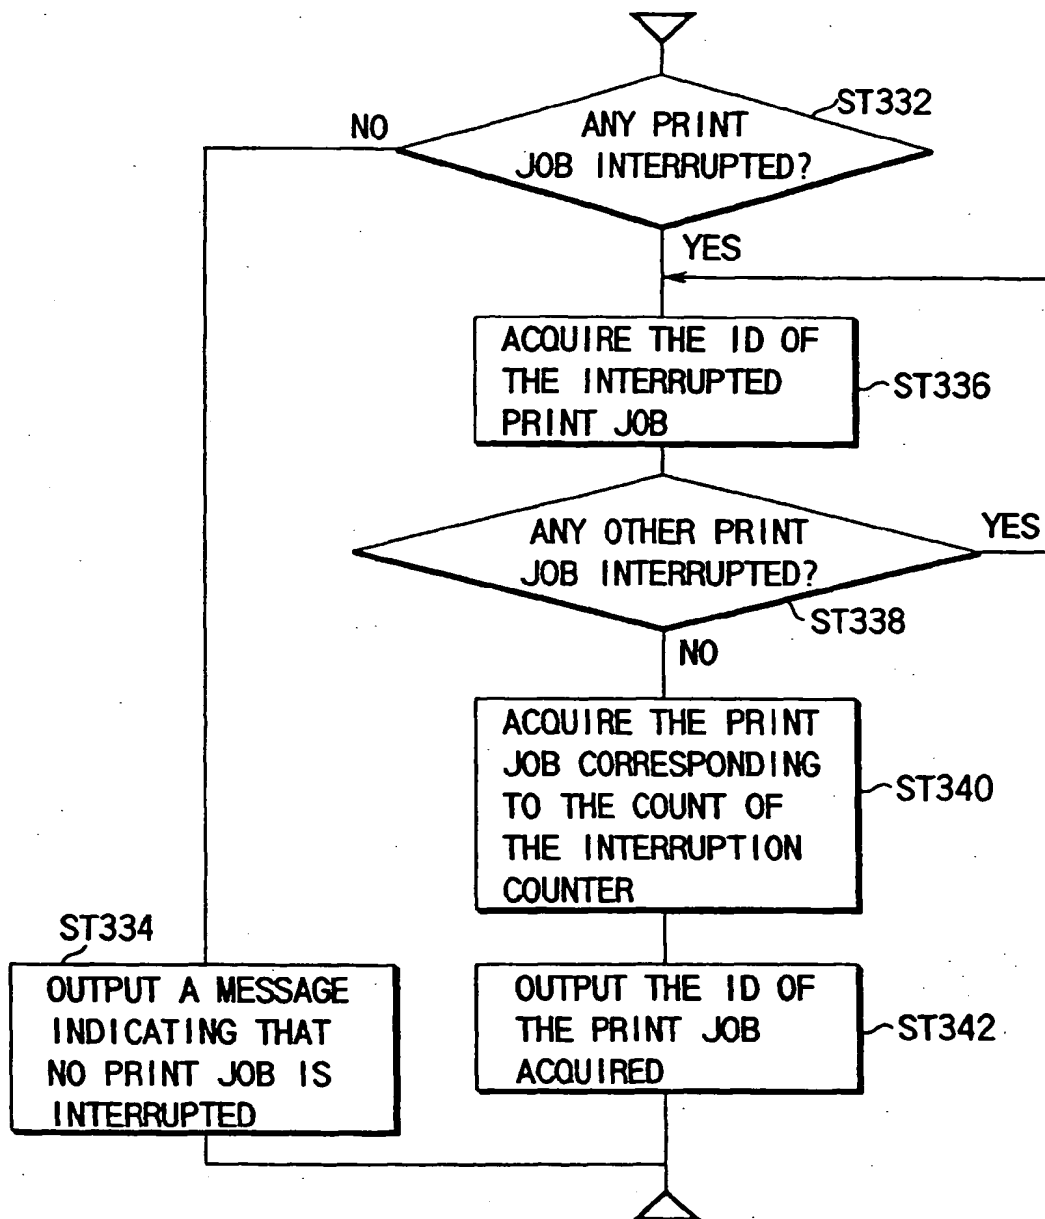 ST332
NO
ANY PRINT
JOB INTERRUPTED?
YES
ACQUIRE THE ID OF
THE INTERRUPTED
PRINT JOB
ST336
ANY OTHER PRINT
JOB INTERRUPTED?
YES
ST338
NO
ACQUIRE THE PRINT
JOB CORRESPONDING
TO THE COUNT OF
THE INTERRUPTION
COUNTER
ST340
ST334
OUTPUT A MESSAGE
INDICATING THAT
NO PRINT JOB IS
INTERRUPTED
OUTPUT THE ID OF
THE PRINT JOB
ACQUIRED
ST342